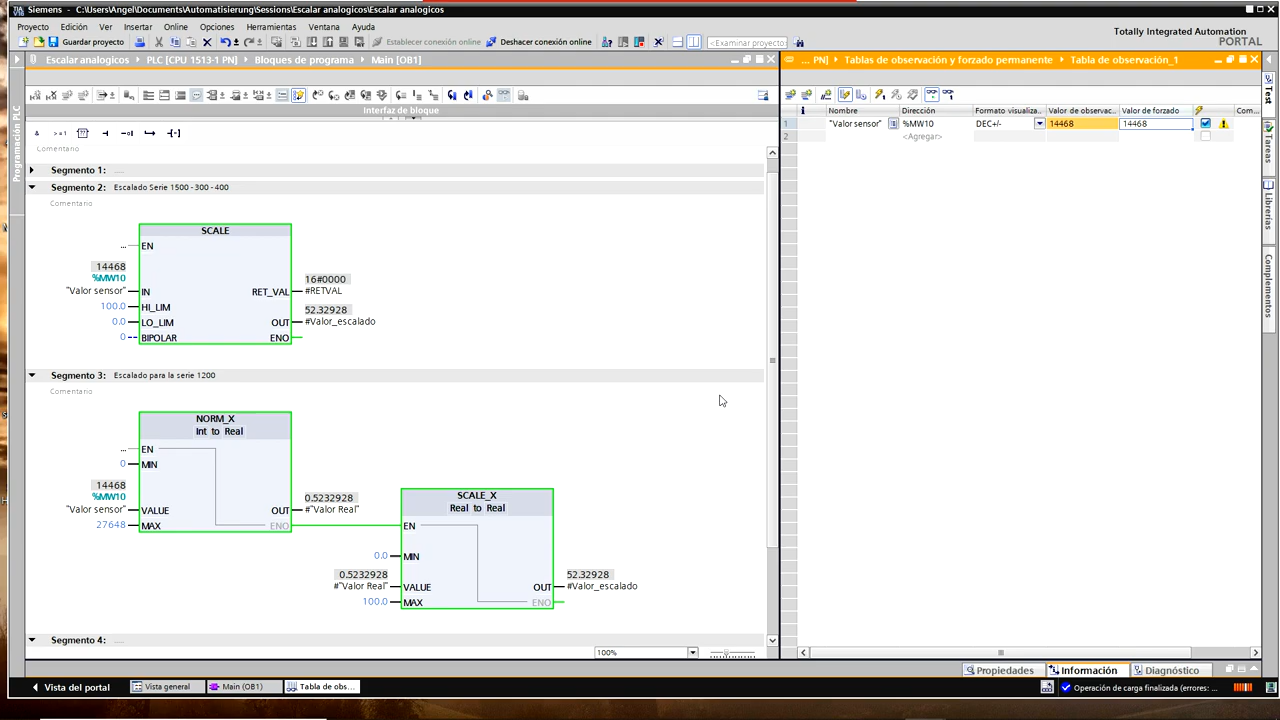 Siemens - C:\Users\Angel\Documents\Automatisierung\Sessions\Escalar analogicos\Escalar analogicos
Proyecto Edición Ver Insertar Online Opciones Herramientas Ventana Ayuda
Totally Integrated Automation
PORTAL
Guardar proyecto Establecer conexión online Deshacer conexión online <Examinar proyecto>
Escalar analogicos PLC [CPU 1513-1 PN] Bloques de programa Main [OB1]
... PN] Tablas de observación y forzado permanente Tabla de observación_1
Programación PLC
Interfaz de bloque
Comentario
Segmento 1: .....
Segmento 2: Escalado Serie 1500 - 300 - 400
Comentario
SCALE
... EN
14468
%MW10
"Valor sensor" IN
100.0 HI_LIM
0.0 LO_LIM
0 BIPOLAR
16#0000
RET_VAL #RETVAL
52.32928
OUT #Valor_escalado
ENO
Segmento 3: Escalado para la serie 1200
Comentario
NORM_X
Int to Real
... EN
0 MIN
14468
%MW10
"Valor sensor" VALUE
27648 MAX
0.5232928
OUT #"Valor Real"
ENO
SCALE_X
Real to Real
EN
0.0 MIN
0.5232928
#"Valor Real" VALUE
100.0 MAX
52.32928
OUT #Valor_escalado
ENO
Segmento 4: .....
100%
i Nombre Dirección Formato visualiza.. Valor de observac.. Valor de forzado Com...
1 "Valor sensor" %MW10 DEC+/- 14468 14468
2 <Agregar>
Test
Tareas
Librerías
Complementos
Propiedades Información Diagnóstico
Vista del portal Vista general Main (OB1) Tabla de obs... Operación de carga finalizada (errores: ...